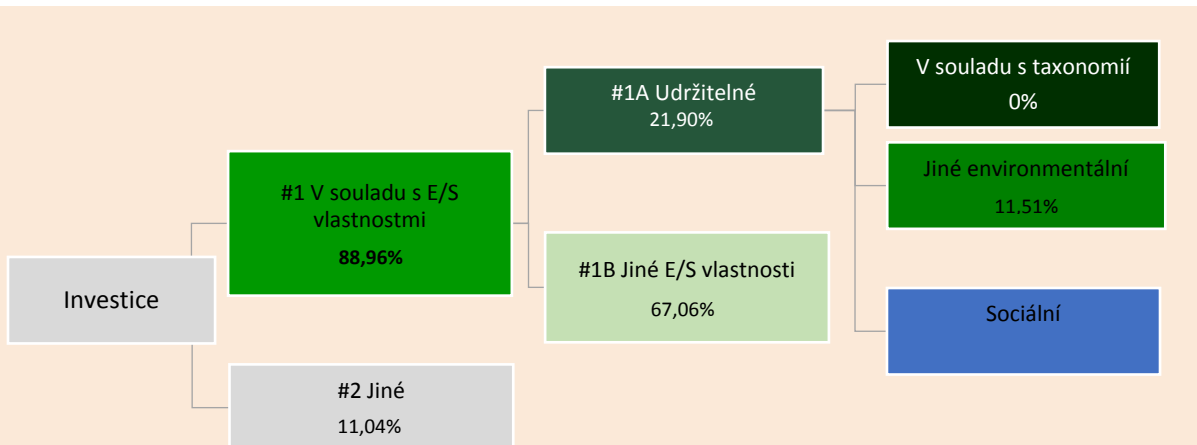 Investice
#1 V souladu s E/S
vlastnostmi
88,96%
#2 Jiné
11,04%
#1A Udržitelné
21,90%
#1B Jiné E/S vlastnosti
67,06%
V souladu s taxonomií
0%
Jiné environmentální
11,51%
Sociální